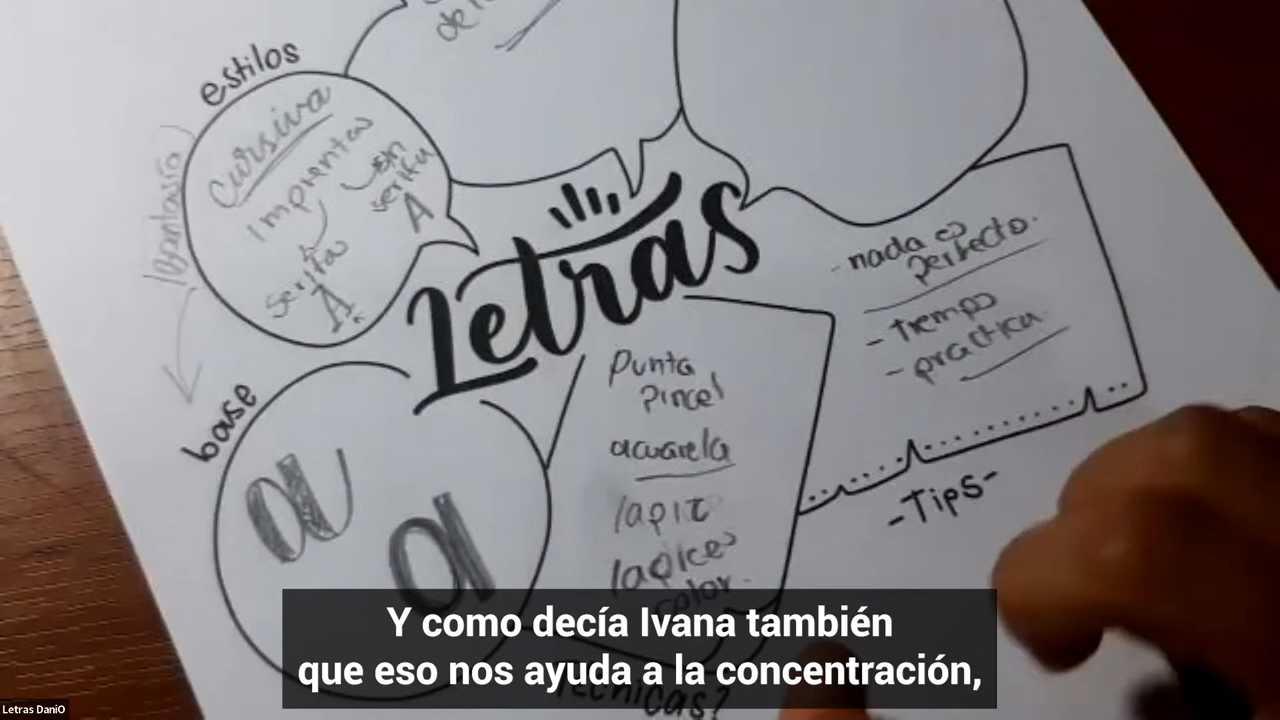 estilos
Cursiva
Imprenta
sin
serifa
A
serifa
A
fantasía
Letras
base
a
a
Punta
Pincel
acuarela
lapiz
lapices
color.
- nada es
perfecto.
- tiempo
- practica
-Tips-
Técnicas?
Y como decía Ivana también
que eso nos ayuda a la concentración,
Letras DaniO